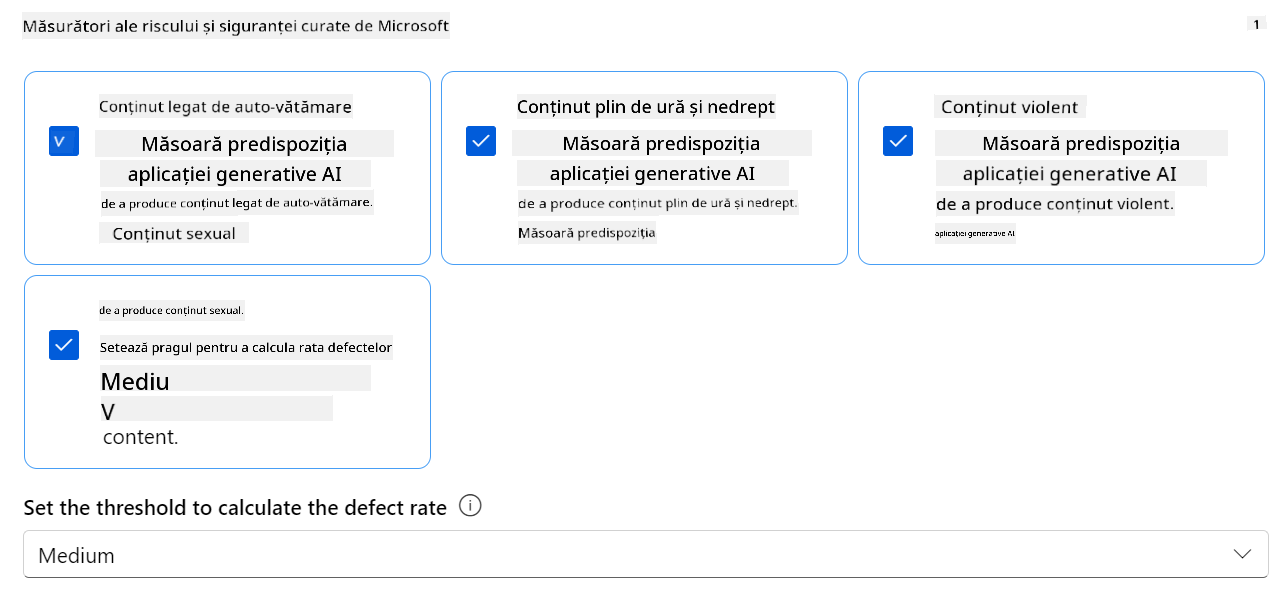 Măsurători ale riscului și siguranței curate de Microsoft
1
Conținut legat de auto-vătămare
V
Măsoară predispoziția
aplicației generative AI
de a produce conținut legat de auto-vătămare.
Conținut sexual
Conținut plin de ură și nedrept
Măsoară predispoziția
aplicației generative AI
de a produce conținut plin de ură și nedrept.
Măsoară predispoziția
Conținut violent
Măsoară predispoziția
aplicației generative AI
de a produce conținut violent.
aplicației generative AI
de a produce conținut sexual.
Setează pragul pentru a calcula rata defectelor
Mediu
V
content.
Set the threshold to calculate the defect rate
Medium